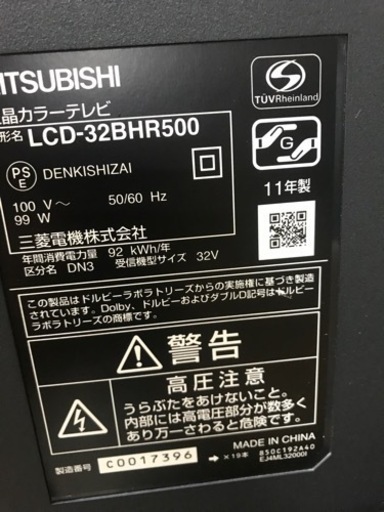 ITSUBISHI
晶カラーテレビ
形名 LCD-32BHR500
PS E DENKISHIZAI
TÜVRheinland
G
100 V～ 50/60 Hz
99 W
11年製
三菱電機株式会社
年間消費電力量 92 kWh/年
区分名 DN3 受信機型サイズ 32V
この製品はドルビーラボラトリーズからの実施権に基づき製造
されています。Dolby、ドルビーおよびダブルD記号はドルビー
ラボラトリーズの商標です。
警告
高圧注意
うらぶたをあけないこと。
内部には高電圧部分が数多く
あり万一さわると危険です。
MADE IN CHINA
製造番号 C0017396 ×19本 850C192A40
EJ4ML32000I